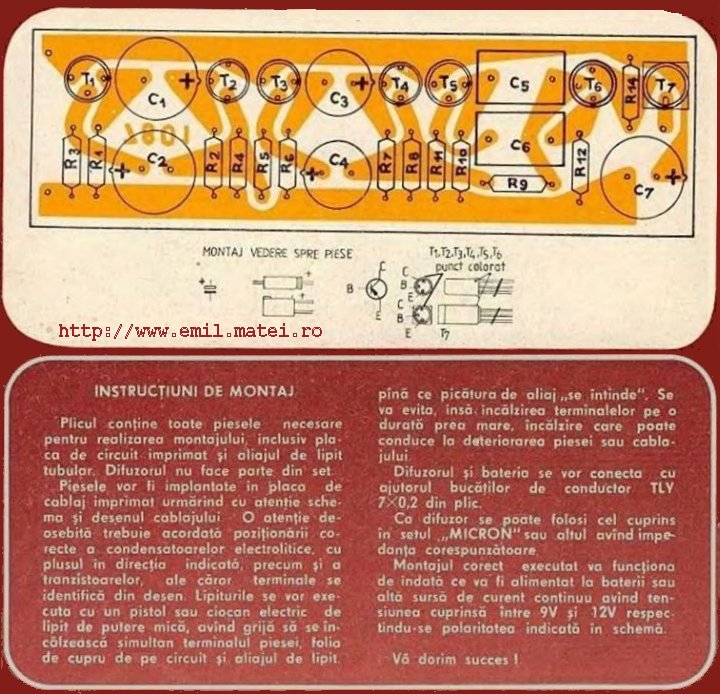 T1
C1
T2
T3
C3
T4
T5
C5
T6
R14
T7
1087
R3
R1
C2
R2
R4
R5
R6
C4
R7
R8
R11
R10
C6
R9
R12
C7
MONTAJ VEDERE SPRE PIESE
T1,T2,T3,T4,T5,T6
punct colorat
C
B
E
C
B
E
C
B
E
T7
http://www.emil.matei.ro
INSTRUCȚIUNI DE MONTAJ
Plicul conține toate piesele necesare
pentru realizarea montajului, inclusiv pla-
ca de circuit imprimat și aliajul de lipit
tubular. Difuzorul nu face parte din set.
Piesele vor fi implantate în placa de
cablaj imprimat urmărind cu atenție sche-
ma și desenul cablajului. O atenție de-
osebită trebuie acordată poziționării co-
recte a condensatoarelor electrolitice, cu
plusul în direcția indicată, precum și a
tranzistoarelor, ale căror terminale se
identifică din desen. Lipiturile se vor exe-
cuta cu un pistol sau ciocan electric de
lipit de putere mică, avînd grijă să se în-
călzească simultan terminalul piesei, folia
de cupru de pe circuit și aliajul de lipit.
pînă ce picătura de aliaj „se întinde". Se
va evita, însă, încălzirea terminalelor pe o
durată prea mare, încălzire care poate
conduce la deteriorarea piesei sau cabla-
jului.
Difuzorul și bateria se vor conecta cu
ajutorul bucăților de conductor TLY
7×0,2 din plic.
Ca difuzor se poate folosi cel cuprins
în setul „MICRON" sau altul avînd impe-
danța corespunzătoare.
Montajul corect executat va funcționa
de îndată ce va fi alimentat la baterii sau
altă sursă de curent continuu avînd ten-
siunea cuprinsă între 9V și 12V respec-
tîndu-se polaritatea indicată în schemă.
Vă dorim succes !